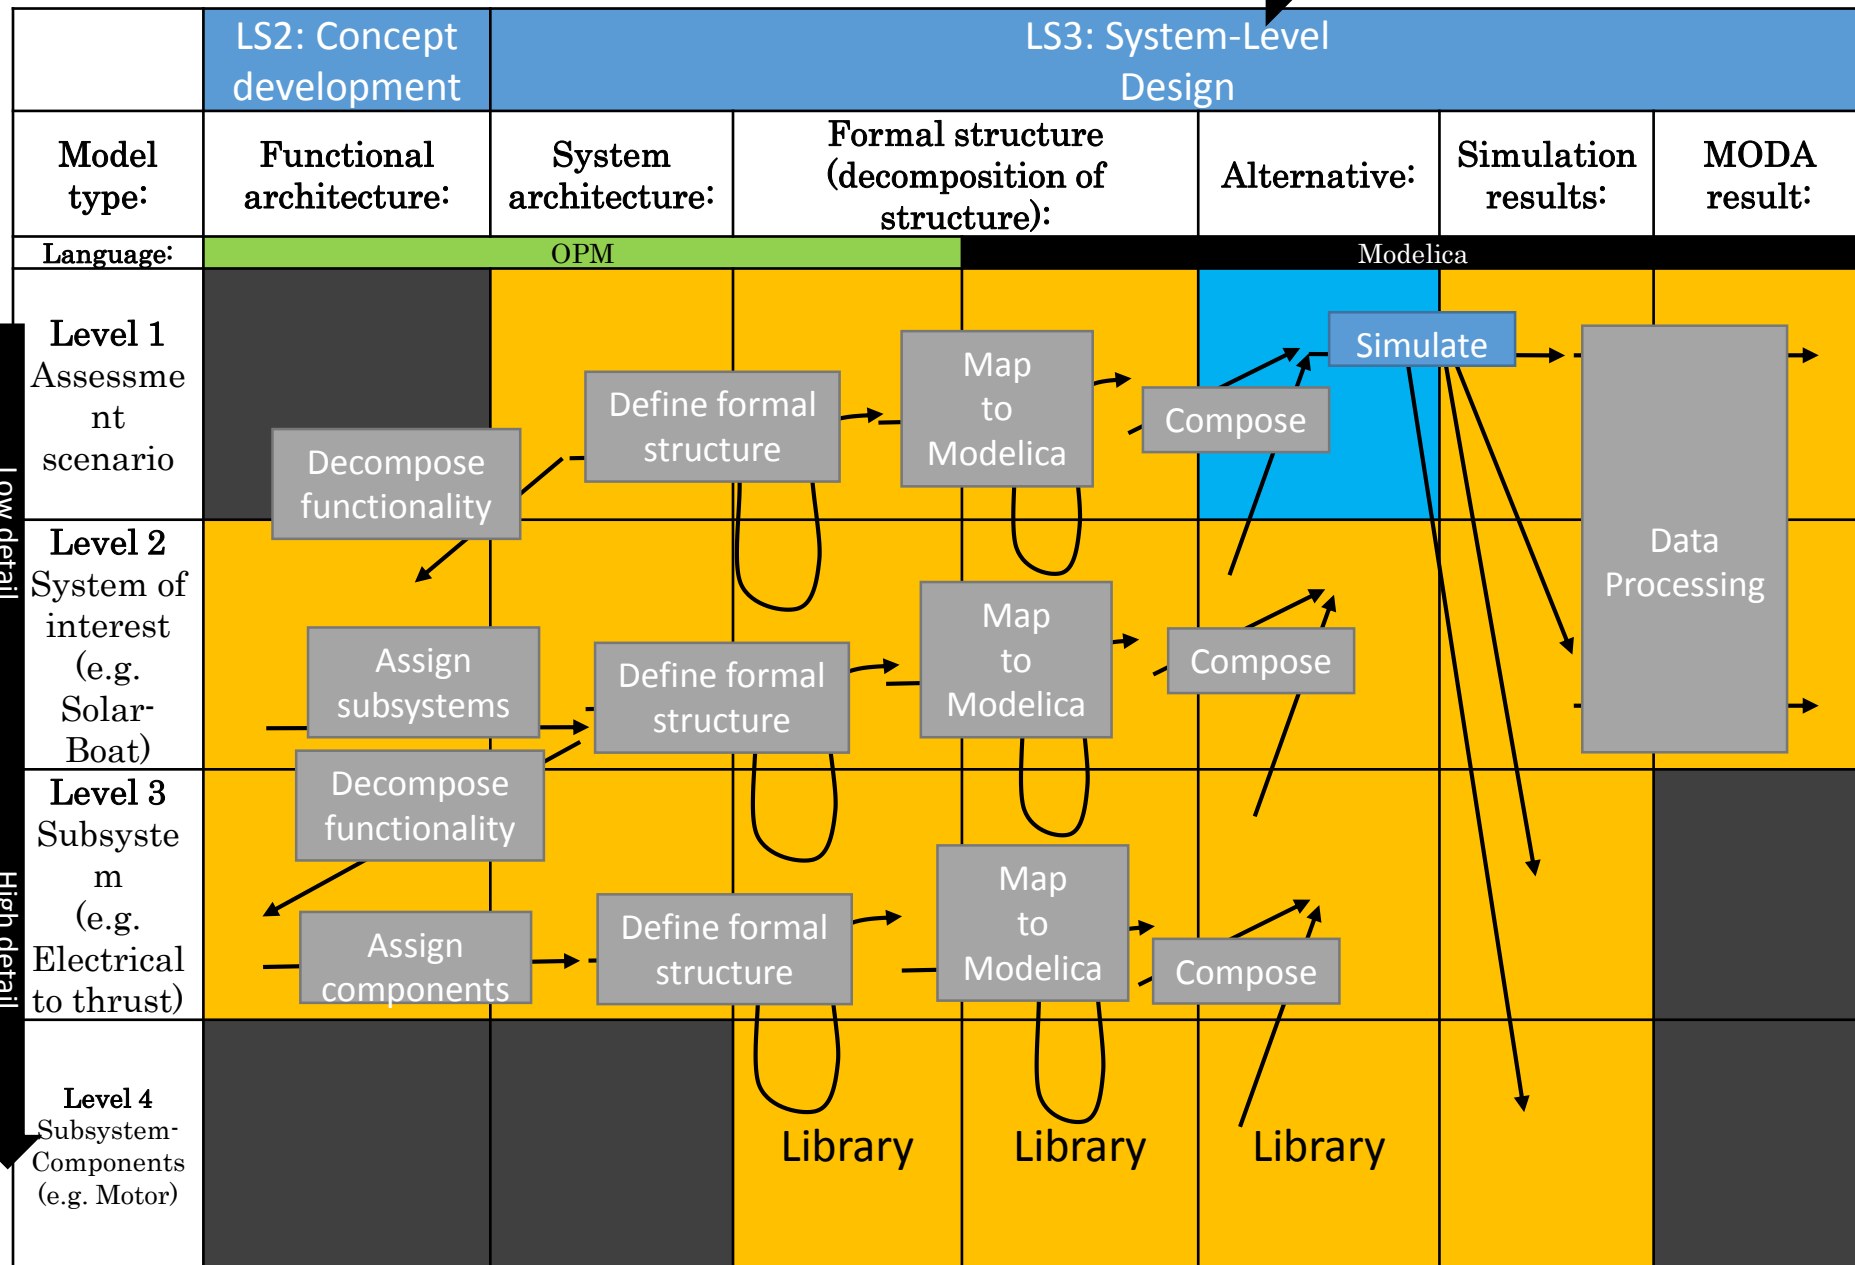 LS2: Concept
development
LS3: System-Level
Design
Model
type:
Functional
architecture:
System
architecture:
Formal structure
(decomposition of
structure):
Alternative:
Simulation
results:
MODA
result:
Language:
OPM
Modelica
Level 1
Assessme
nt
scenario
Decompose
functionality
Define formal
structure
Map
to
Modelica
Compose
Simulate
Data
Processing
Low detail
Level 2
System of
interest
(e.g.
Solar-
Boat)
Assign
subsystems
Define formal
structure
Map
to
Modelica
Compose
Decompose
functionality
High detail
Level 3
Subsyste
m
(e.g.
Electrical
to thrust)
Assign
components
Define formal
structure
Map
to
Modelica
Compose
Level 4
Subsystem-
Components
(e.g. Motor)
Library
Library
Library